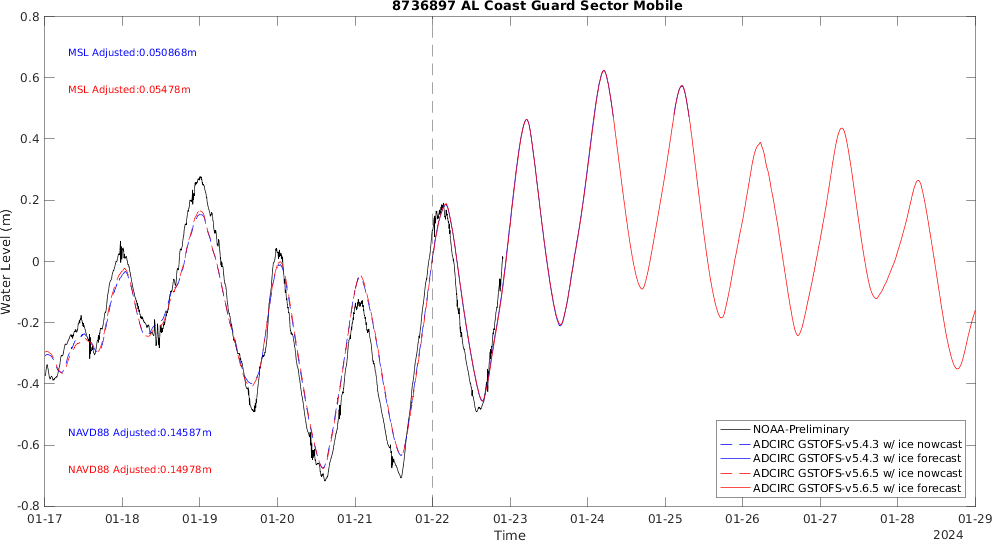 8736897 AL Coast Guard Sector Mobile
0.8
0.6
0.4
0.2
0
-0.2
-0.4
-0.6
-0.8
Water Level (m)
MSL Adjusted:0.050868m
MSL Adjusted:0.05478m
NAVD88 Adjusted:0.14587m
NAVD88 Adjusted:0.14978m
NOAA-Preliminary
ADCIRC GSTOFS-v5.4.3 w/ ice nowcast
ADCIRC GSTOFS-v5.4.3 w/ ice forecast
ADCIRC GSTOFS-v5.6.5 w/ ice nowcast
ADCIRC GSTOFS-v5.6.5 w/ ice forecast
01-17 01-18 01-19 01-20 01-21 01-22 01-23 01-24 01-25 01-26 01-27 01-28 01-29
Time
2024